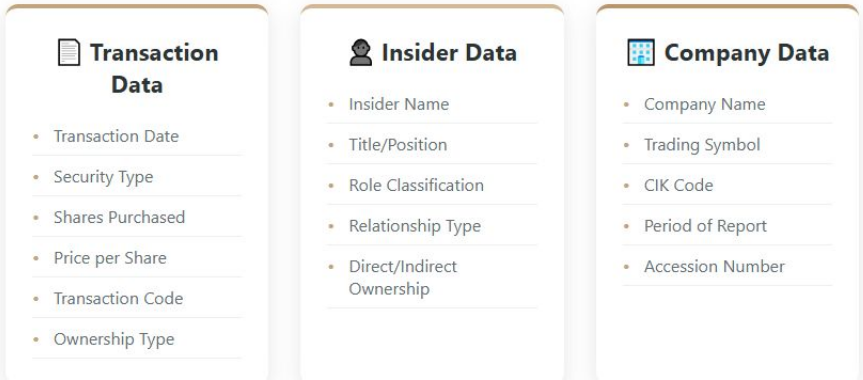 Transaction
Data
Transaction Date
Security Type
Shares Purchased
Price per Share
Transaction Code
Ownership Type
Insider Data
Insider Name
Title/Position
Role Classification
Relationship Type
Direct/Indirect
Ownership
Company Data
Company Name
Trading Symbol
CIK Code
Period of Report
Accession Number